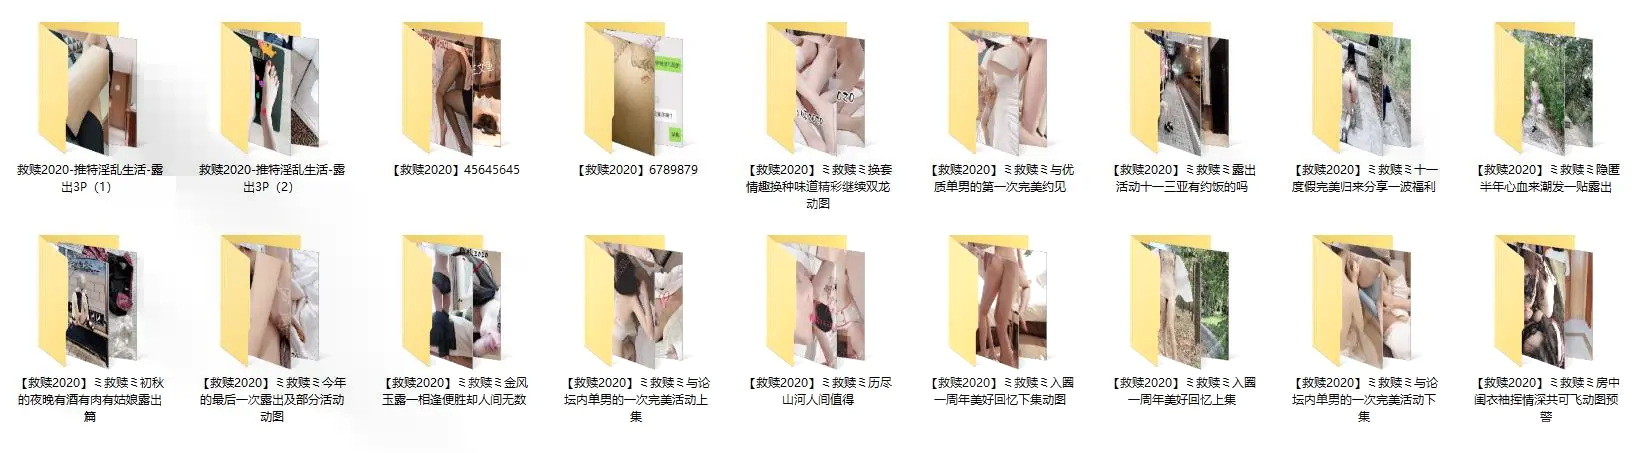 救赎2020-推特淫乱生活-露
出3P（1）
救赎2020-推特淫乱生活-露
出3P（2）
【救赎2020】45645645
【救赎2020】6789879
【救赎2020】ミ救赎ミ换套
情趣换种味道精彩继续双龙
动图
【救赎2020】ミ救赎ミ与优
质单男的第一次完美约见
【救赎2020】ミ救赎ミ露出
活动十一三亚有约饭的吗
【救赎2020】ミ救赎ミ十一
度假完美归来分享一波福利
【救赎2020】ミ救赎ミ隐匿
半年心血来潮发一贴露出
【救赎2020】ミ救赎ミ初秋
的夜晚有酒有肉有姑娘露出
篇
【救赎2020】ミ救赎ミ今年
的最后一次露出及部分活动
动图
【救赎2020】ミ救赎ミ金风
玉露一相逢便胜却人间无数
【救赎2020】ミ救赎ミ与论
坛内单男的一次完美活动上
集
【救赎2020】ミ救赎ミ历尽
山河人间值得
【救赎2020】ミ救赎ミ入圈
一周年美好回忆下集动图
【救赎2020】ミ救赎ミ入圈
一周年美好回忆上集
【救赎2020】ミ救赎ミ与论
坛内单男的一次完美活动下
集
【救赎2020】ミ救赎ミ房中
闺衣袖挥情深共可飞动图预
警